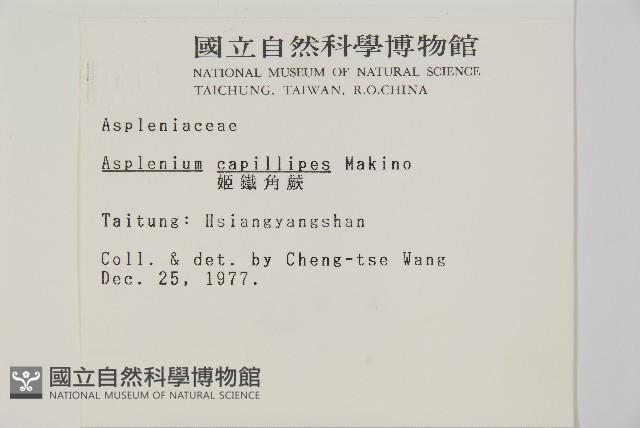 國立自然科學博物館
NATIONAL MUSEUM OF NATURAL SCIENCE
TAICHUNG, TAIWAN, R.O.CHINA
Aspleniaceae
Asplenium capillipes Makino
姬鐵角蕨
Taitung: Hsiangyangshan
Coll. & det. by Cheng-tse Wang
Dec. 25, 1977.
國立自然科學博物館
NATIONAL MUSEUM OF NATURAL SCIENCE